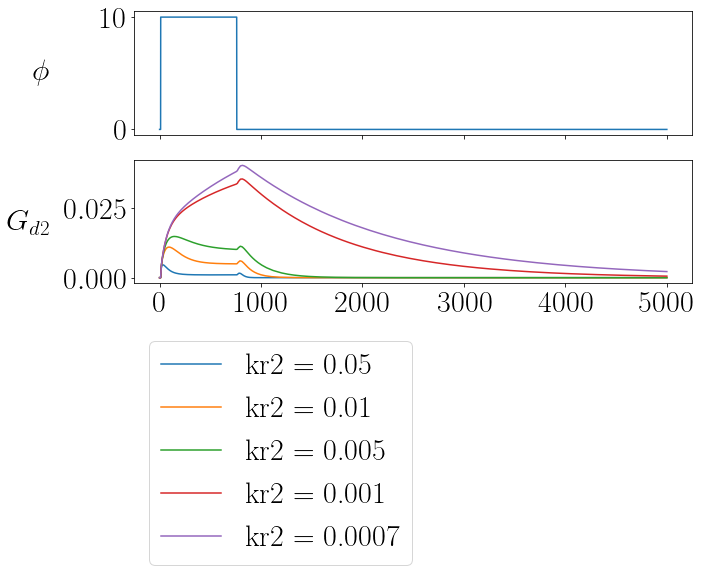 10
ϕ
0
0.025
G_{d2}
0.000
0 1000 2000 3000 4000 5000
kr2 = 0.05
kr2 = 0.01
kr2 = 0.005
kr2 = 0.001
kr2 = 0.0007